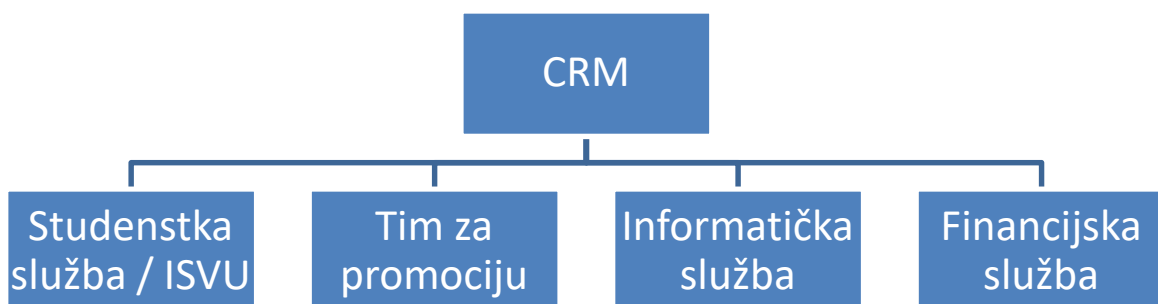 CRM
Studenstka
služba / ISVU
Tim za
promociju
Informatička
služba
Financijska
služba